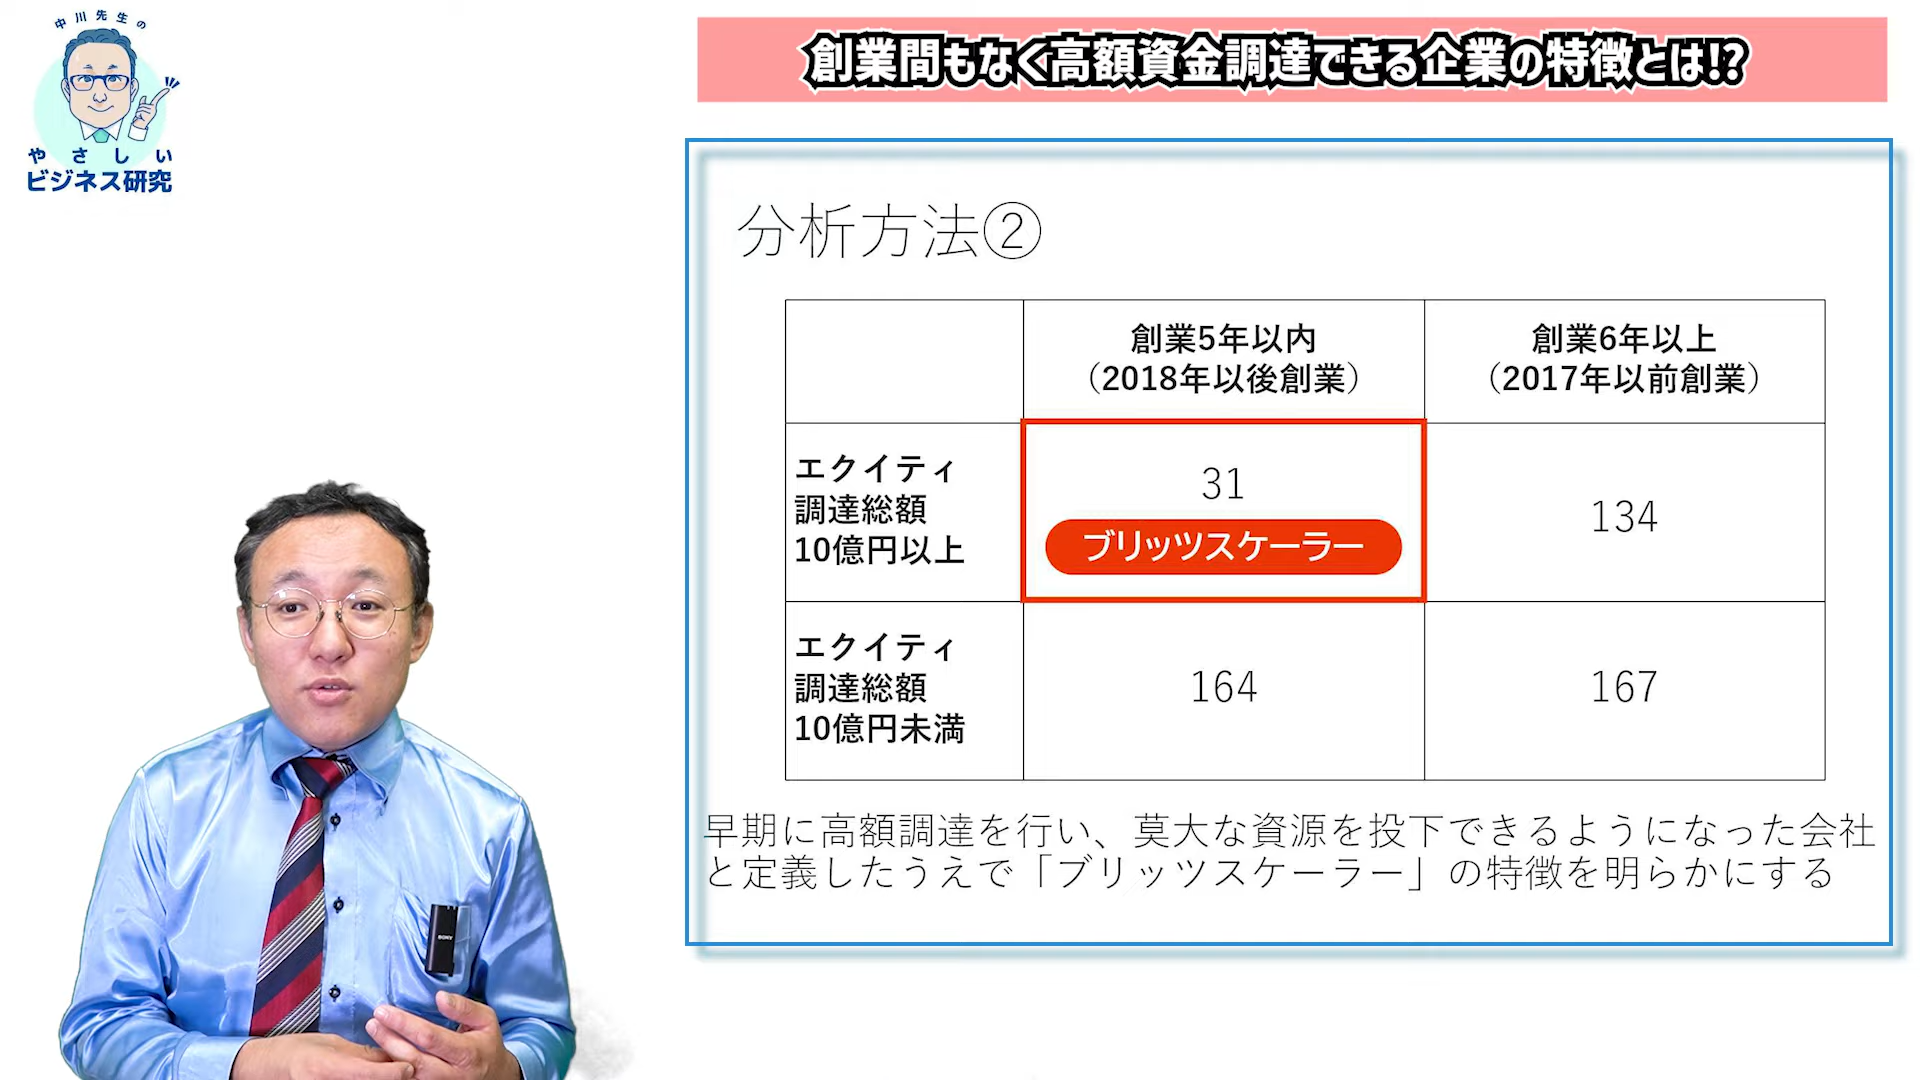 中川先生の
やさしい
ビジネス研究
創業間もなく高額資金調達できる企業の特徴とは!?
分析方法②
創業5年以内
（2018年以後創業）
創業6年以上
（2017年以前創業）
エクイティ
調達総額
10億円以上
31
ブリッツスケーラー
134
エクイティ
調達総額
10億円未満
164
167
早期に高額調達を行い、莫大な資源を投下できるようになった会社
と定義したうえで「ブリッツスケーラー」の特徴を明らかにする
SONY